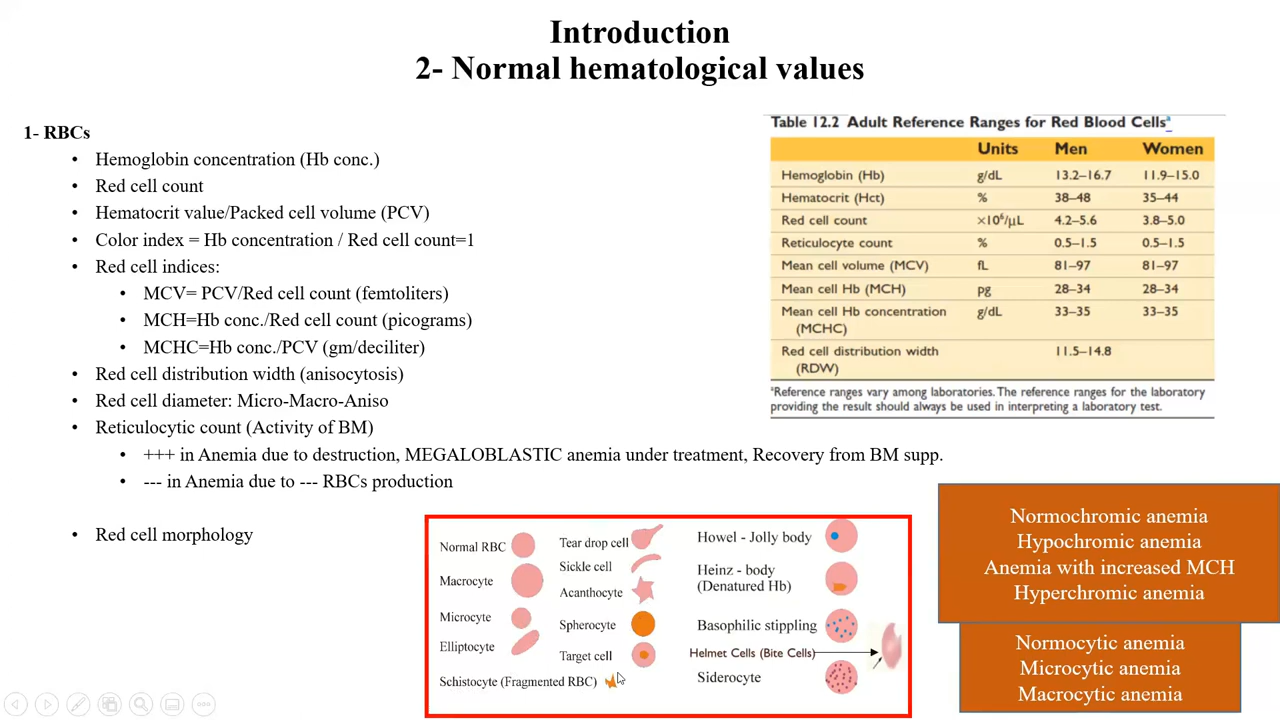 Introduction
2- Normal hematological values
1- RBCs
• Hemoglobin concentration (Hb conc.)
• Red cell count
• Hematocrit value/Packed cell volume (PCV)
• Color index = Hb concentration / Red cell count=1
• Red cell indices:
• MCV= PCV/Red cell count (femtoliters)
• MCH=Hb conc./Red cell count (picograms)
• MCHC=Hb conc./PCV (gm/deciliter)
• Red cell distribution width (anisocytosis)
• Red cell diameter: Micro-Macro-Aniso
• Reticulocytic count (Activity of BM)
• +++ in Anemia due to destruction, MEGALOBLASTIC anemia under treatment, Recovery from BM supp.
• --- in Anemia due to --- RBCs production
• Red cell morphology
Table 12.2 Adult Reference Ranges for Red Blood Cellsª
Units Men Women
Hemoglobin (Hb) g/dL 13.2–16.7 11.9–15.0
Hematocrit (Hct) % 38–48 35–44
Red cell count ×10⁶/μL 4.2–5.6 3.8–5.0
Reticulocyte count % 0.5–1.5 0.5–1.5
Mean cell volume (MCV) fL 81–97 81–97
Mean cell Hb (MCH) pg 28–34 28–34
Mean cell Hb concentration g/dL 33–35 33–35
(MCHC)
Red cell distribution width 11.5–14.8
(RDW)
ªReference ranges vary among laboratories. The reference ranges for the laboratory
providing the result should always be used in interpreting a laboratory test.
Normal RBC
Macrocyte
Microcyte
Elliptocyte
Schistocyte (Fragmented RBC)
Tear drop cell
Sickle cell
Acanthocyte
Spherocyte
Target cell
Howel - Jolly body
Heinz - body
(Denatured Hb)
Basophilic stippling
Helmet Cells (Bite Cells)
Siderocyte
Normochromic anemia
Hypochromic anemia
Anemia with increased MCH
Hyperchromic anemia
Normocytic anemia
Microcytic anemia
Macrocytic anemia